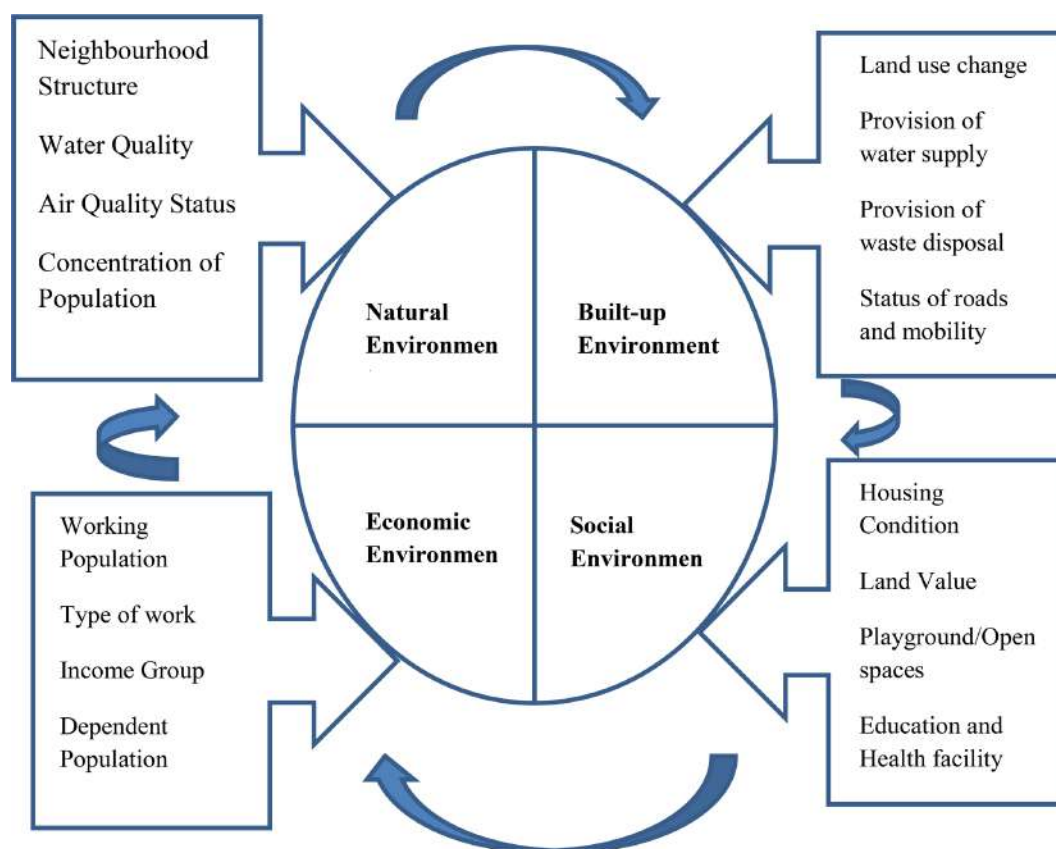 Neighbourhood
Structure
Water Quality
Air Quality Status
Concentration of
Population
Land use change
Provision of
water supply
Provision of
waste disposal
Status of roads
and mobility
Natural
Environmen
Built-up
Environment
Economic
Environmen
Social
Environmen
Working
Population
Type of work
Income Group
Dependent
Population
Housing
Condition
Land Value
Playground/Open
spaces
Education and
Health facility